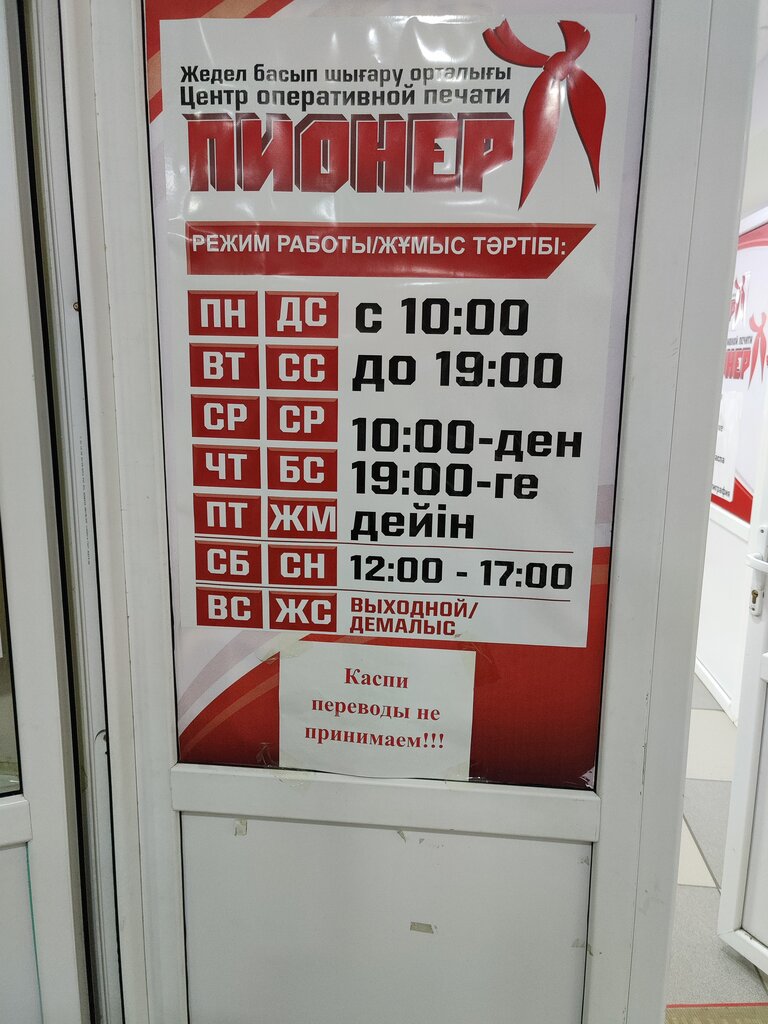 Жедел басып шығару орталығы
Центр оперативной печати
ПИОНЕР
РЕЖИМ РАБОТЫ/ЖҰМЫС ТӘРТІБІ:
ПН ДС с 10:00
ВТ СС до 19:00
СР СР 10:00-ден
ЧТ БС 19:00-ге
ПТ ЖМ дейін
СБ СН 12:00 - 17:00
ВС ЖС ВЫХОДНОЙ/
ДЕМАЛЫС
Каспи
переводы не
принимаем!!!